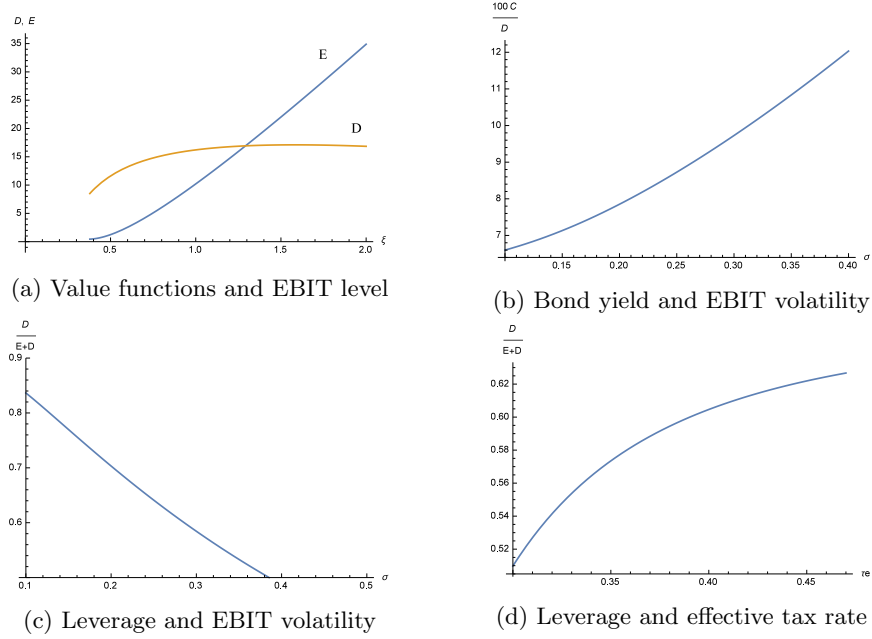 D, E
35
30
25
20
15
10
5
0.5
1.0
1.5
2.0
ξ
E
D
100 C
D
12
11
10
9
8
7
0.15
0.20
0.25
0.30
0.35
0.40
σ
(a) Value functions and EBIT level
(b) Bond yield and EBIT volatility
D
E+D
0.9
0.8
0.7
0.6
0.1
0.2
0.3
0.4
0.5
σ
D
E+D
0.62
0.60
0.58
0.56
0.54
0.52
0.35
0.40
0.45
re
(c) Leverage and EBIT volatility
(d) Leverage and effective tax rate